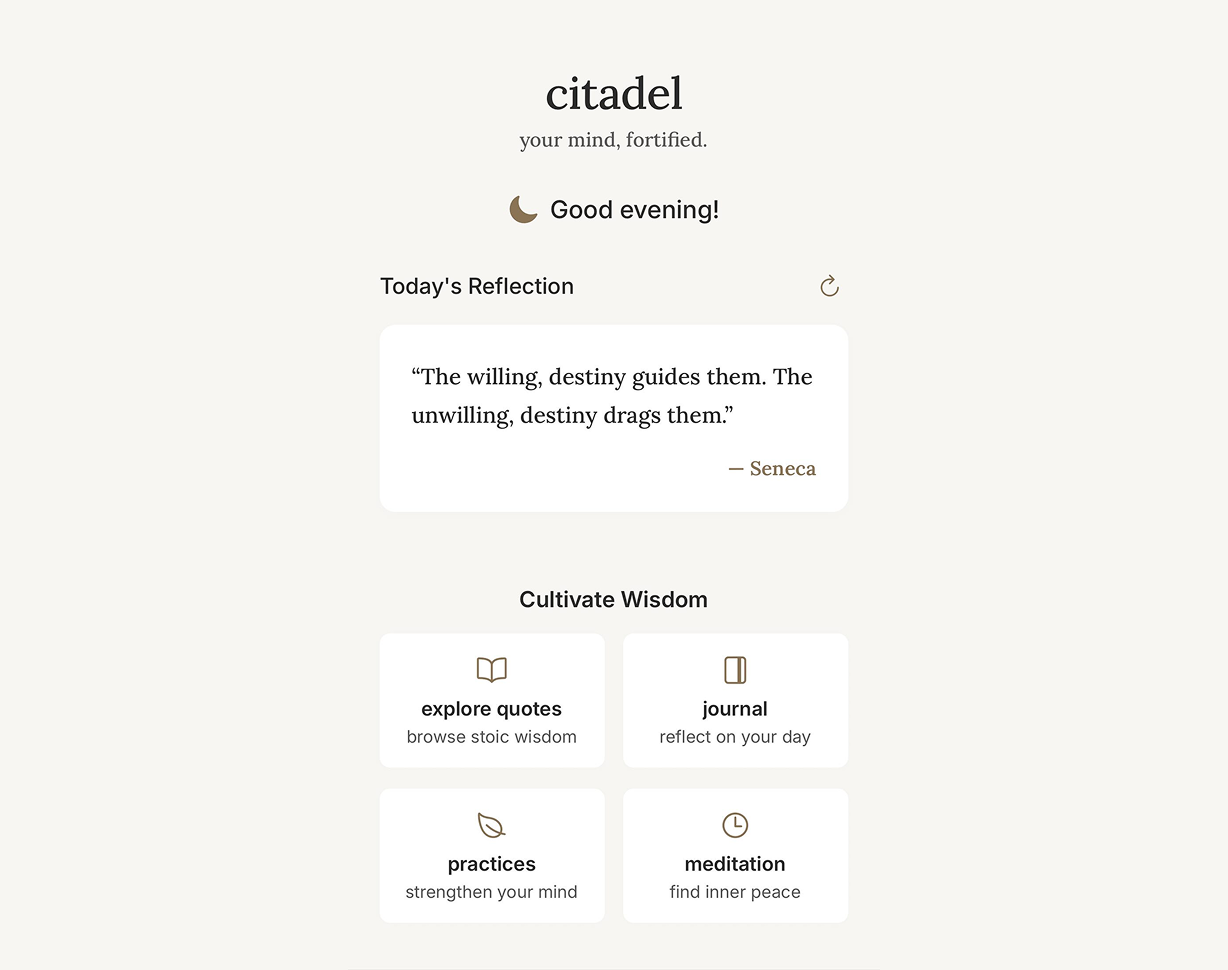 citadel
your mind, fortified.
Good evening!
Today's Reflection
“The willing, destiny guides them. The
unwilling, destiny drags them.”
— Seneca
Cultivate Wisdom
explore quotes
browse stoic wisdom
journal
reflect on your day
practices
strengthen your mind
meditation
find inner peace